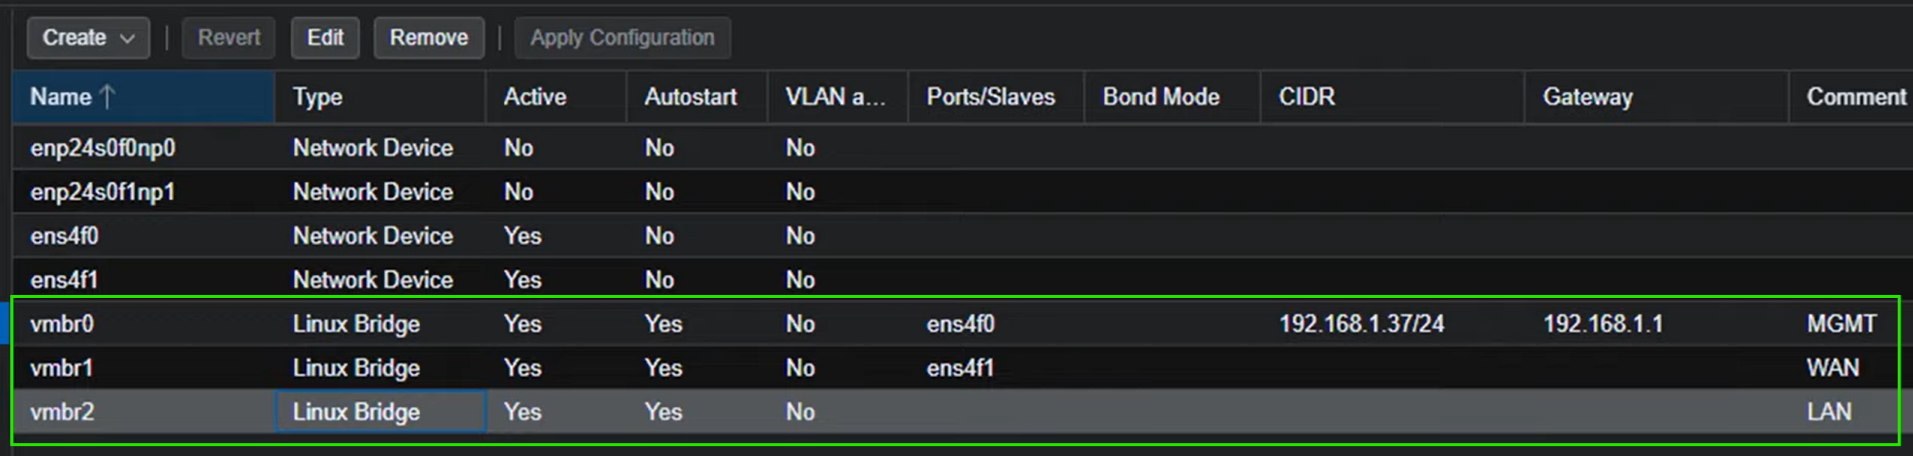 Create Revert Edit Remove Apply Configuration
Name Type Active Autostart VLAN a... Ports/Slaves Bond Mode CIDR Gateway Comment
enp24s0f0np0 Network Device No No No
enp24s0f1np1 Network Device No No No
ens4f0 Network Device Yes No No
ens4f1 Network Device Yes No No
vmbr0 Linux Bridge Yes Yes No ens4f0 192.168.1.37/24 192.168.1.1 MGMT
vmbr1 Linux Bridge Yes Yes No ens4f1 WAN
vmbr2 Linux Bridge Yes Yes No LAN